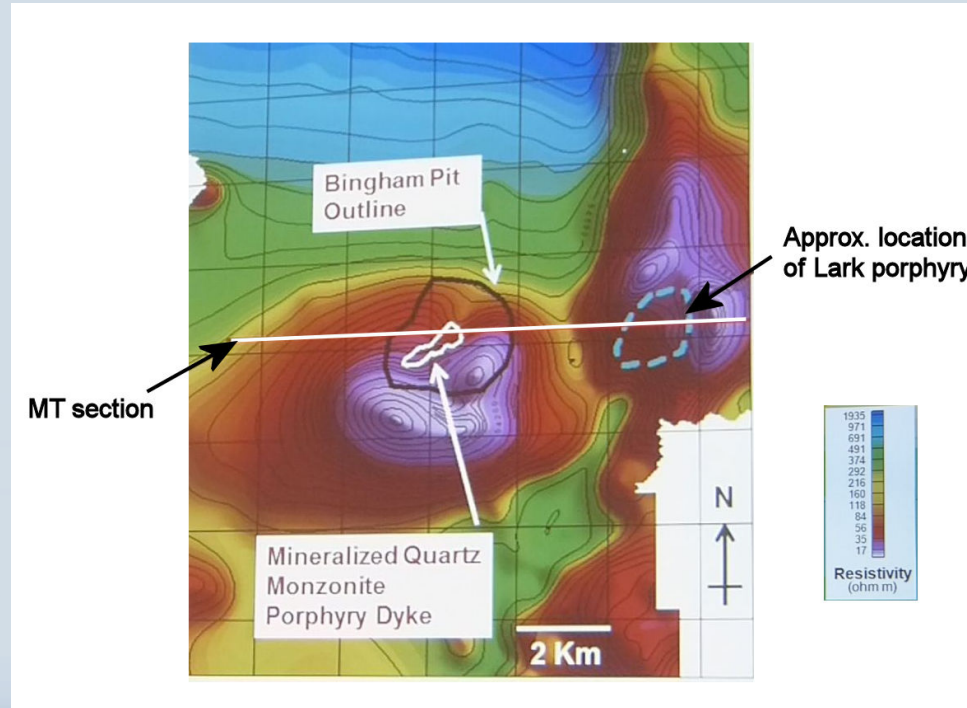 Bingham Pit
Outline
Approx. location
of Lark porphyry
MT section
Mineralized Quartz
Monzonite
Porphyry Dyke
N
2 Km
1935
971
691
491
374
292
216
160
118
84
56
35
17
Resistivity
(ohm m)